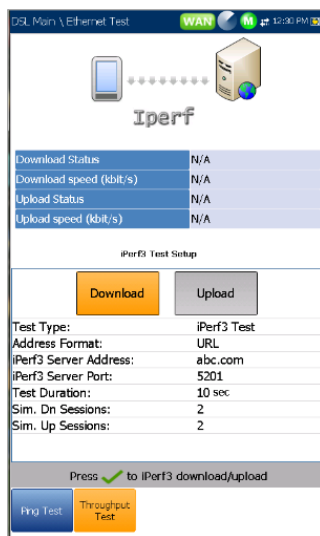 DSL Main \ Ethernet Test WAN M 12:30 PM
Iperf
Download Status N/A
Download speed (kbit/s) N/A
Upload Status N/A
Upload speed (kbit/s) N/A
iPerf3 Test Setup
Download Upload
Test Type: iPerf3 Test
Address Format: URL
iPerf3 Server Address: abc.com
iPerf3 Server Port: 5201
Test Duration: 10 sec
Sim. Dn Sessions: 2
Sim. Up Sessions: 2
Press to iPerf3 download/upload
Ping Test Throughput
Test